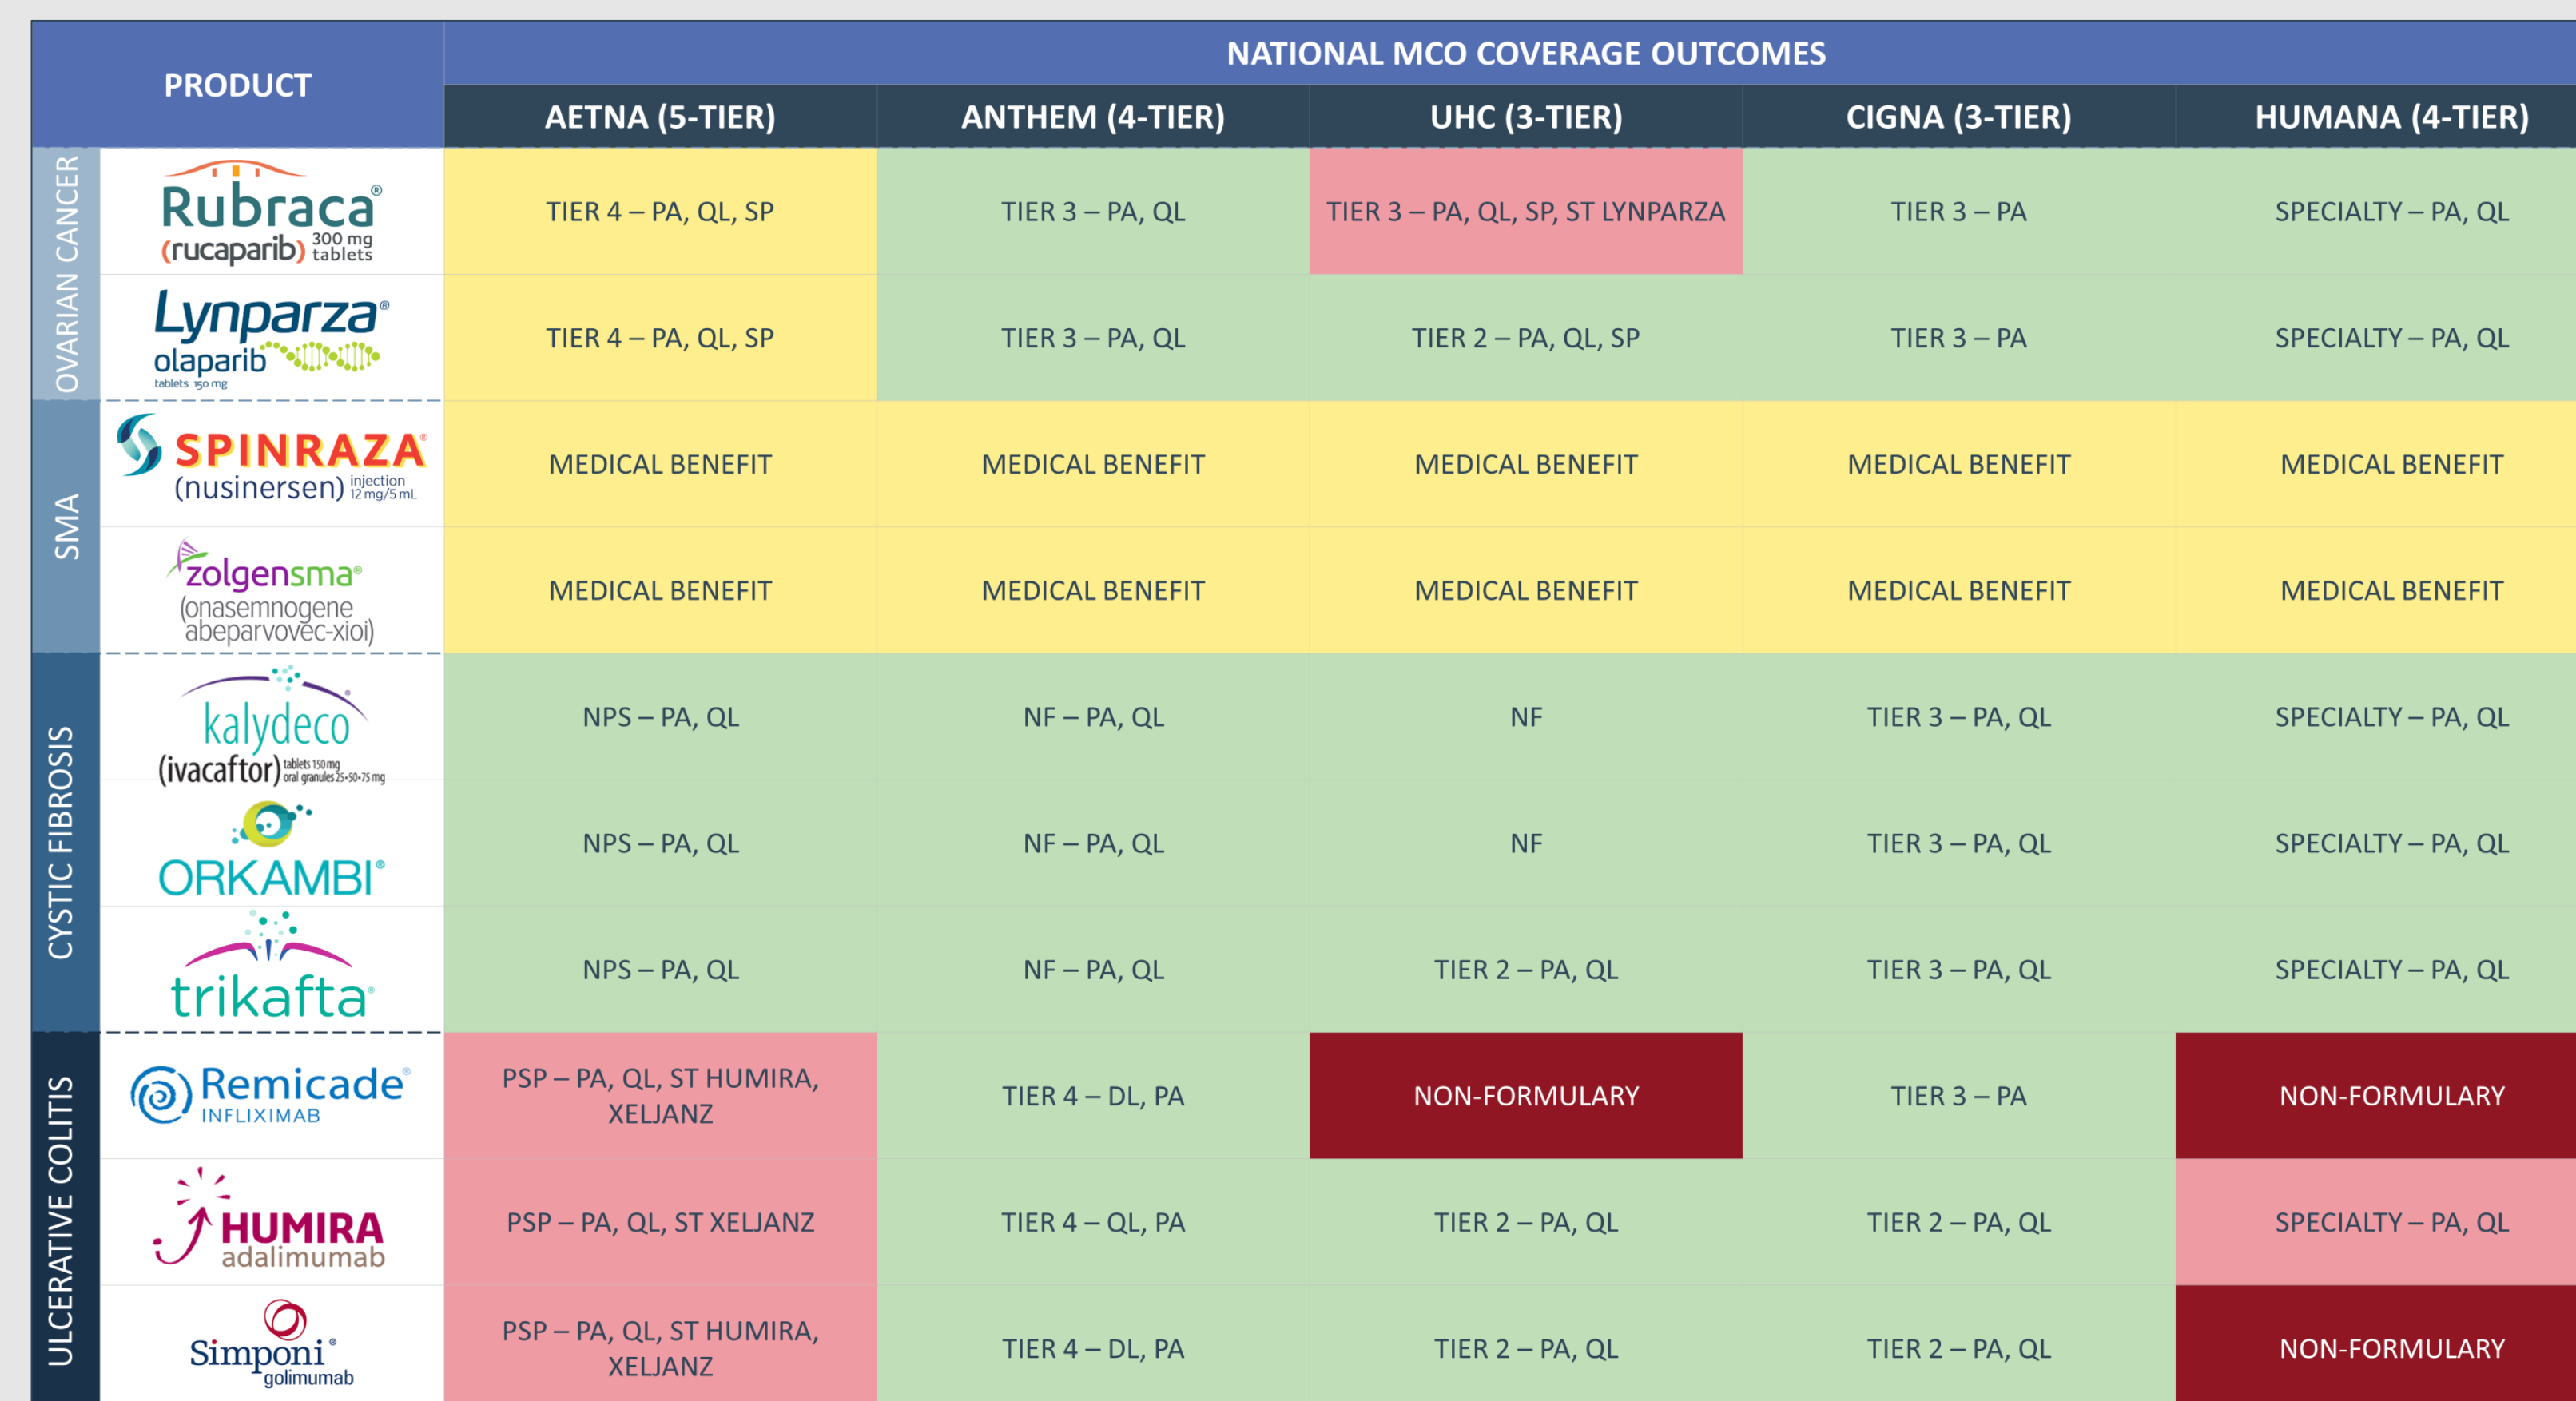 PRODUCT
NATIONAL MCO COVERAGE OUTCOMES
AETNA (5-TIER)
ANTHEM (4-TIER)
UHC (3-TIER)
CIGNA (3-TIER)
HUMANA (4-TIER)
OVARIAN CANCER
Rubraca®
(rucaparib) 300 mg tablets
TIER 4 – PA, QL, SP
TIER 3 – PA, QL
TIER 3 – PA, QL, SP, ST LYNPARZA
TIER 3 – PA
SPECIALTY – PA, QL
Lynparza®
olaparib
tablets 150 mg
TIER 4 – PA, QL, SP
TIER 3 – PA, QL
TIER 2 – PA, QL, SP
TIER 3 – PA
SPECIALTY – PA, QL
SMA
SPINRAZA®
(nusinersen) injection 12 mg/5 mL
MEDICAL BENEFIT
MEDICAL BENEFIT
MEDICAL BENEFIT
MEDICAL BENEFIT
MEDICAL BENEFIT
zolgensma®
(onasemnogene
abeparvovec-xioi)
MEDICAL BENEFIT
MEDICAL BENEFIT
MEDICAL BENEFIT
MEDICAL BENEFIT
MEDICAL BENEFIT
CYSTIC FIBROSIS
kalydeco®
(ivacaftor) tablets 150 mg oral granules 25•50•75 mg
NPS – PA, QL
NF – PA, QL
NF
TIER 3 – PA, QL
SPECIALTY – PA, QL
ORKAMBI®
NPS – PA, QL
NF – PA, QL
NF
TIER 3 – PA, QL
SPECIALTY – PA, QL
trikafta®
NPS – PA, QL
NF – PA, QL
TIER 2 – PA, QL
TIER 3 – PA, QL
SPECIALTY – PA, QL
ULCERATIVE COLITIS
Remicade®
INFLIXIMAB
PSP – PA, QL, ST HUMIRA,
XELJANZ
TIER 4 – DL, PA
NON-FORMULARY
TIER 3 – PA
NON-FORMULARY
HUMIRA
adalimumab
PSP – PA, QL, ST XELJANZ
TIER 4 – QL, PA
TIER 2 – PA, QL
TIER 2 – PA, QL
SPECIALTY – PA, QL
Simponi®
golimumab
PSP – PA, QL, ST HUMIRA,
XELJANZ
TIER 4 – DL, PA
TIER 2 – PA, QL
TIER 2 – PA, QL
NON-FORMULARY